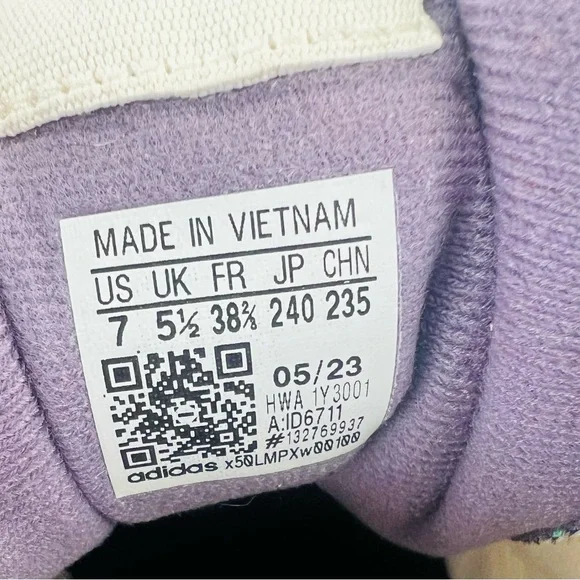 MADE IN VIETNAM
US UK FR JP CHN
7 5½ 38⅔ 240 235
05/23
HWA 1Y3001
A:ID6711
#132769937
adidas x50LMPXw00100